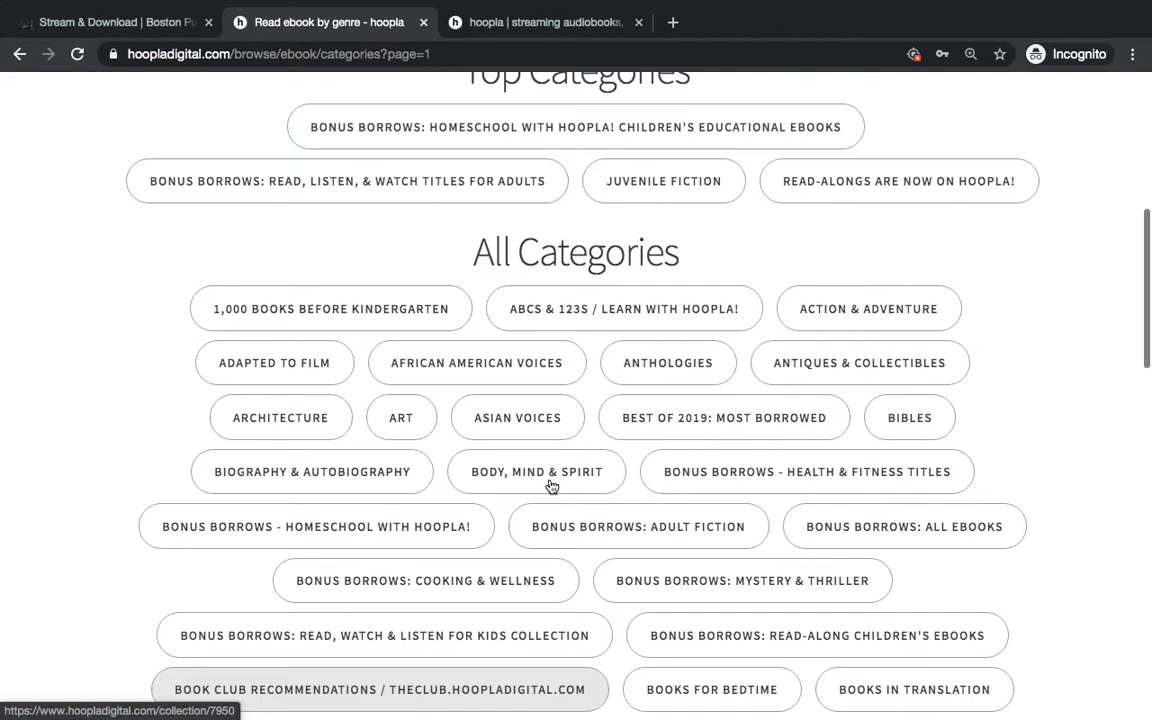 Stream & Download | Boston Pu
Read ebook by genre - hoopla
hoopla | streaming audiobooks,
hoopladigital.com/browse/ebook/categories?page=1
Incognito
Top Categories
BONUS BORROWS: HOMESCHOOL WITH HOOPLA! CHILDREN'S EDUCATIONAL EBOOKS
BONUS BORROWS: READ, LISTEN, & WATCH TITLES FOR ADULTS JUVENILE FICTION READ-ALONGS ARE NOW ON HOOPLA!
All Categories
1,000 BOOKS BEFORE KINDERGARTEN ABCS & 123S / LEARN WITH HOOPLA! ACTION & ADVENTURE
ADAPTED TO FILM AFRICAN AMERICAN VOICES ANTHOLOGIES ANTIQUES & COLLECTIBLES
ARCHITECTURE ART ASIAN VOICES BEST OF 2019: MOST BORROWED BIBLES
BIOGRAPHY & AUTOBIOGRAPHY BODY, MIND & SPIRIT BONUS BORROWS - HEALTH & FITNESS TITLES
BONUS BORROWS - HOMESCHOOL WITH HOOPLA! BONUS BORROWS: ADULT FICTION BONUS BORROWS: ALL EBOOKS
BONUS BORROWS: COOKING & WELLNESS BONUS BORROWS: MYSTERY & THRILLER
BONUS BORROWS: READ, WATCH & LISTEN FOR KIDS COLLECTION BONUS BORROWS: READ-ALONG CHILDREN'S EBOOKS
BOOK CLUB RECOMMENDATIONS / THECLUB.HOOPLADIGITAL.COM BOOKS FOR BEDTIME BOOKS IN TRANSLATION
https://www.hoopladigital.com/collection/7950